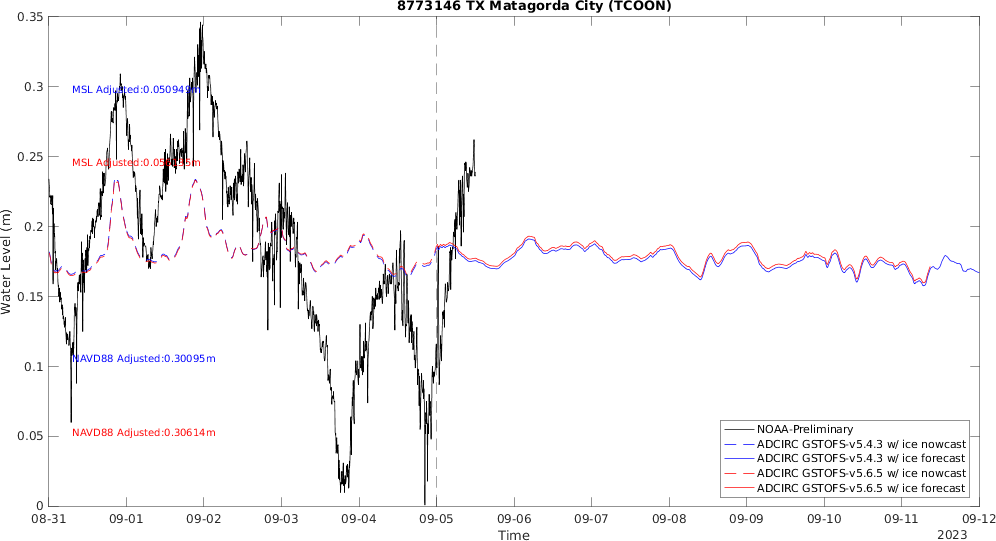 8773146 TX Matagorda City (TCOON)
0.35
0.3
0.25
0.2
0.15
0.1
0.05
0
Water Level (m)
MSL Adjusted:0.050949m
MSL Adjusted:
NAVD88 Adjusted:0.30095m
NAVD88 Adjusted:0.30614m
NOAA-Preliminary
ADCIRC GSTOFS-v5.4.3 w/ ice nowcast
ADCIRC GSTOFS-v5.4.3 w/ ice forecast
ADCIRC GSTOFS-v5.6.5 w/ ice nowcast
ADCIRC GSTOFS-v5.6.5 w/ ice forecast
08-31 09-01 09-02 09-03 09-04 09-05 09-06 09-07 09-08 09-09 09-10 09-11 09-12
Time
2023